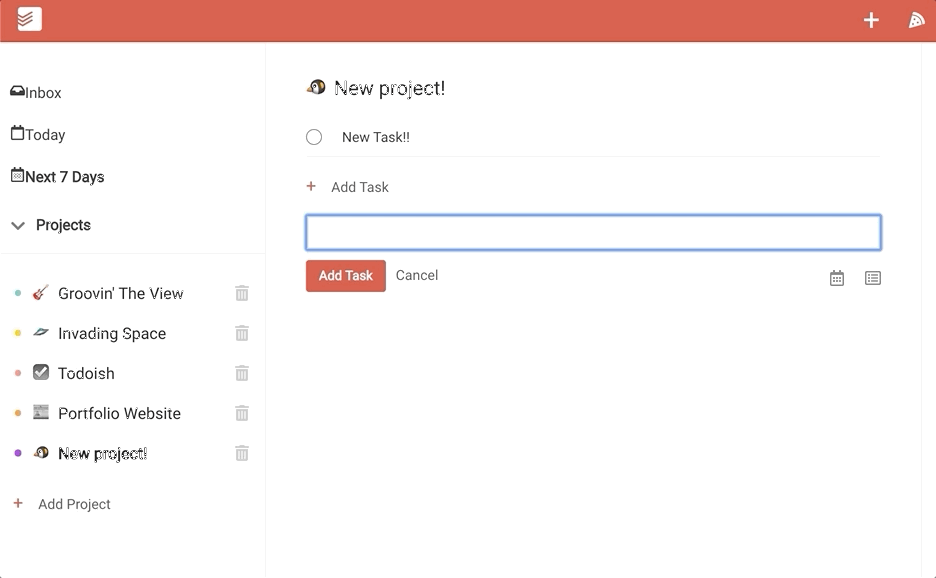 Inbox
Today
Next 7 Days
Projects
Groovin' The View
Invading Space
Todoish
Portfolio Website
New project!
Add Project
New project!
New Task!!
Add Task
Add Task
Cancel